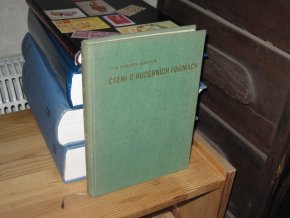 JAN ZDENĚK BARTOŠ
ČTENÍ O HUDEBNÍCH FORMÁCH